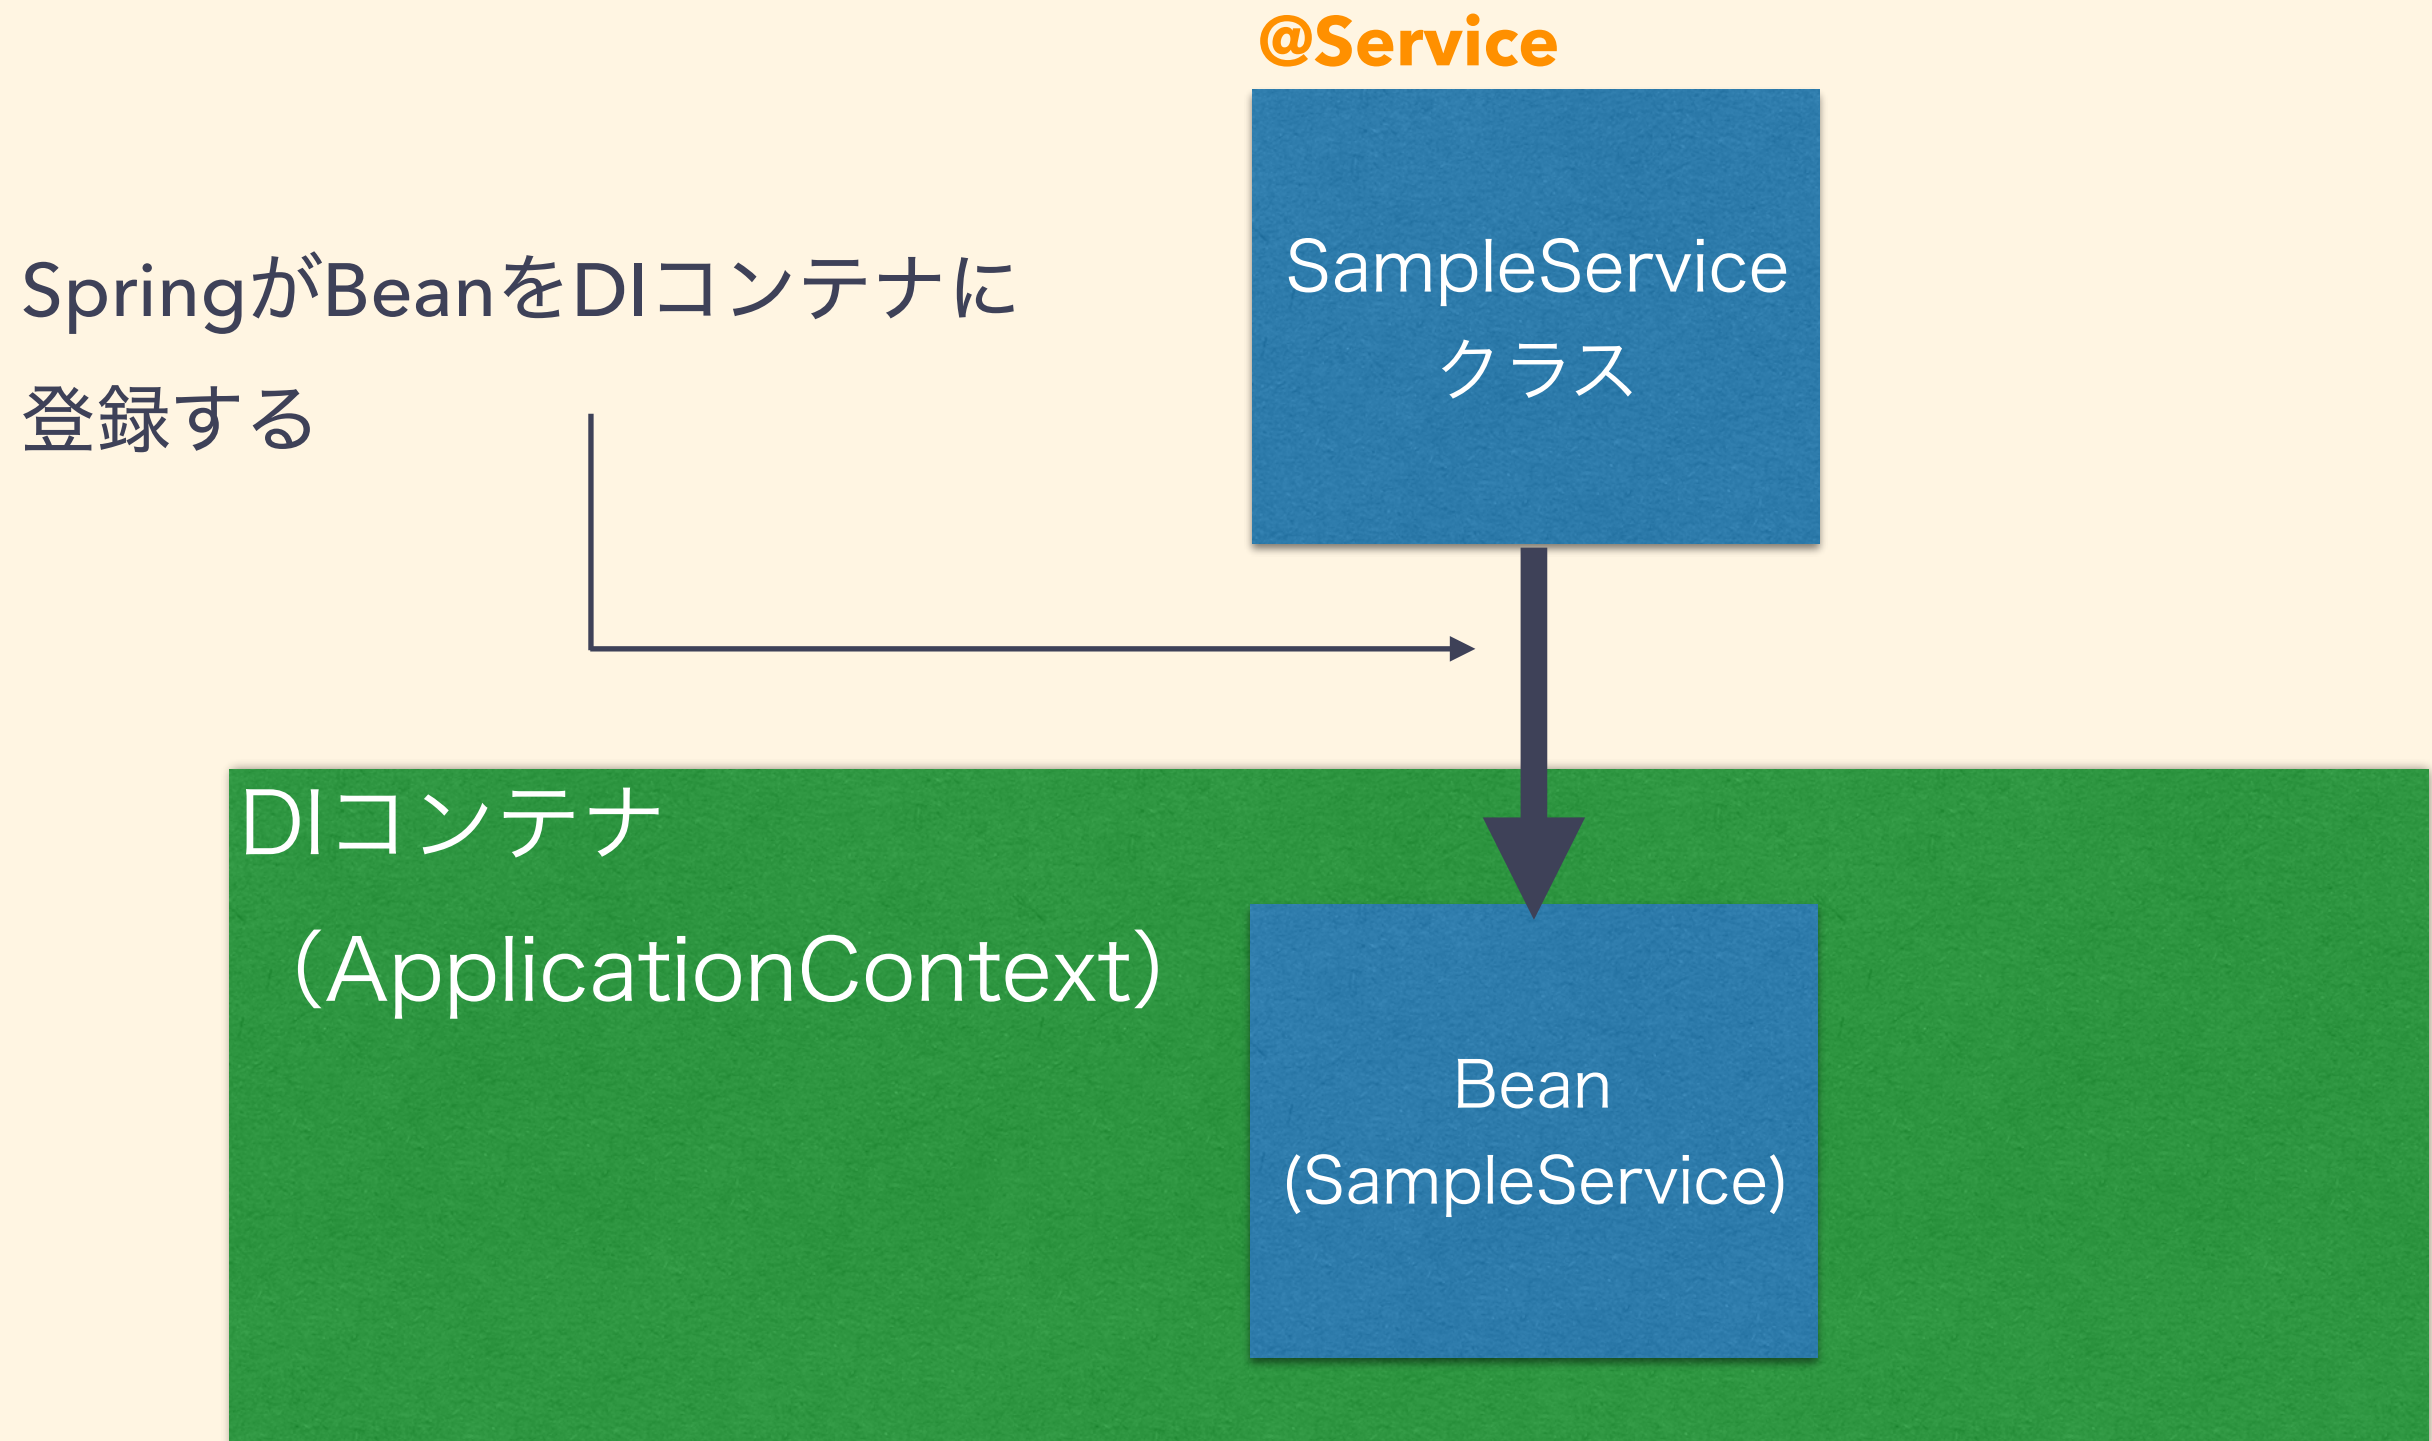 @Service
SampleService
クラス
SpringがBeanをDIコンテナに
登録する
DIコンテナ
（ApplicationContext）
Bean
(SampleService)